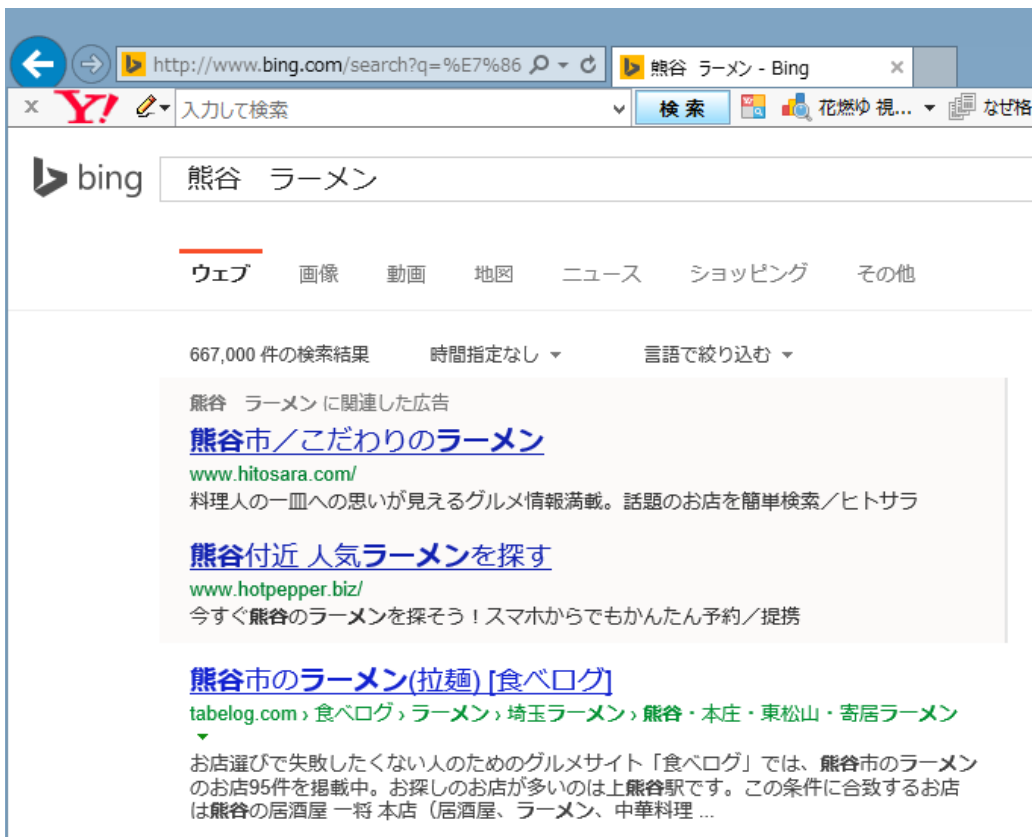 http://www.bing.com/search?q=%E7%86
熊谷 ラーメン - Bing
Y!
入力して検索
検索
花燃ゆ 視...
なぜ格
bing
熊谷　ラーメン
ウェブ 画像 動画 地図 ニュース ショッピング その他
667,000 件の検索結果 時間指定なし 言語で絞り込む
熊谷　ラーメン に関連した広告
熊谷市／こだわりのラーメン
www.hitosara.com/
料理人の一皿への思いが見えるグルメ情報満載。話題のお店を簡単検索／ヒトサラ
熊谷付近 人気ラーメンを探す
www.hotpepper.biz/
今すぐ熊谷のラーメンを探そう！スマホからでもかんたん予約／提携
熊谷市のラーメン(拉麺) [食べログ]
tabelog.com › 食べログ › ラーメン › 埼玉ラーメン › 熊谷・本庄・東松山・寄居ラーメン
お店選びで失敗したくない人のためのグルメサイト「食べログ」では、熊谷市のラーメン
のお店95件を掲載中。お探しのお店が多いのは上熊谷駅です。この条件に合致するお店
は熊谷の居酒屋 一将 本店（居酒屋、ラーメン、中華料理 ...